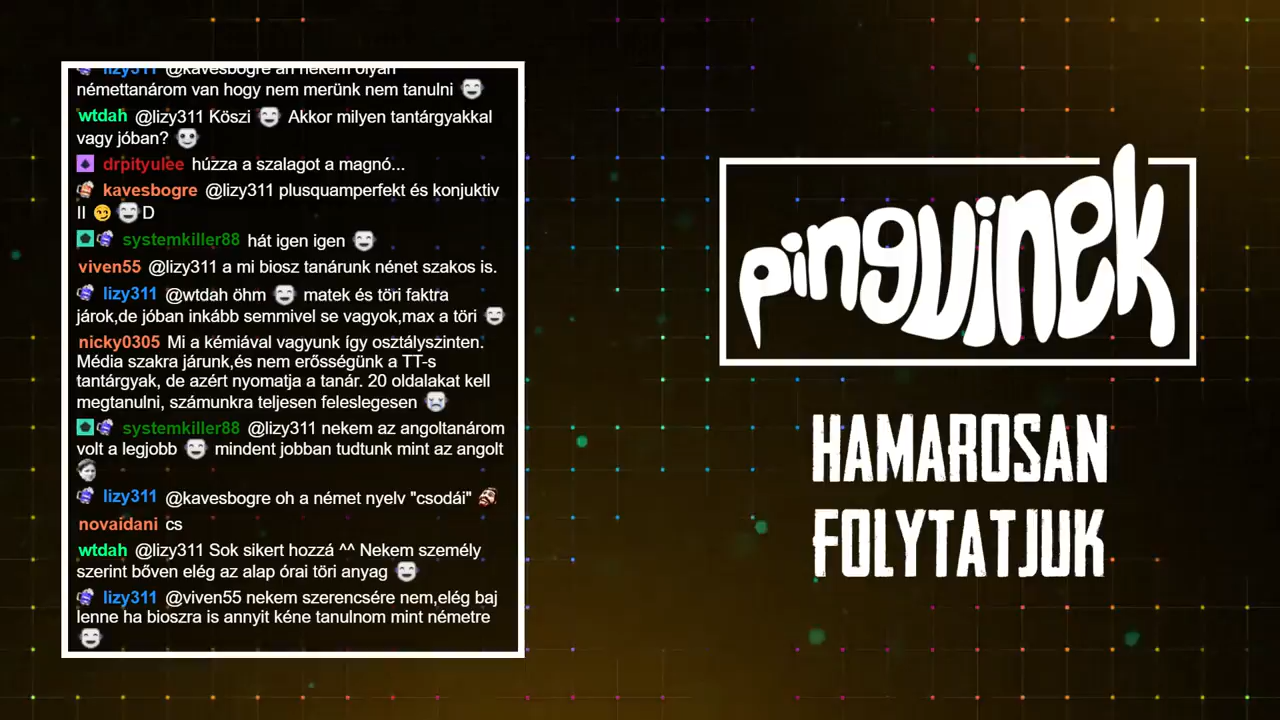 lizy311 @kavesbogre áh nekem olyan
némettanárom van hogy nem merünk nem tanulni
wtdah @lizy311 Köszi Akkor milyen tantárgyakkal
vagy jóban?
drpityulee húzza a szalagot a magnó...
kavesbogre @lizy311 plusquamperfekt és konjuktiv
II D
systemkiller88 hát igen igen
viven55 @lizy311 a mi biosz tanárunk nénet szakos is.
lizy311 @wtdah öhm matek és töri faktra
járok,de jóban inkább semmivel se vagyok,max a töri
nicky0305 Mi a kémiával vagyunk így osztályszinten.
Média szakra járunk,és nem erősségünk a TT-s
tantárgyak, de azért nyomatja a tanár. 20 oldalakat kell
megtanulni, számunkra teljesen feleslegesen
systemkiller88 @lizy311 nekem az angoltanárom
volt a legjobb mindent jobban tudtunk mint az angolt
lizy311 @kavesbogre oh a német nyelv "csodái"
novaidani cs
wtdah @lizy311 Sok sikert hozzá ^^ Nekem személy
szerint bőven elég az alap órai töri anyag
lizy311 @viven55 nekem szerencsére nem,elég baj
lenne ha bioszra is annyit kéne tanulnom mint németre
pingvinek
HAMAROSAN
FOLYTATJUK